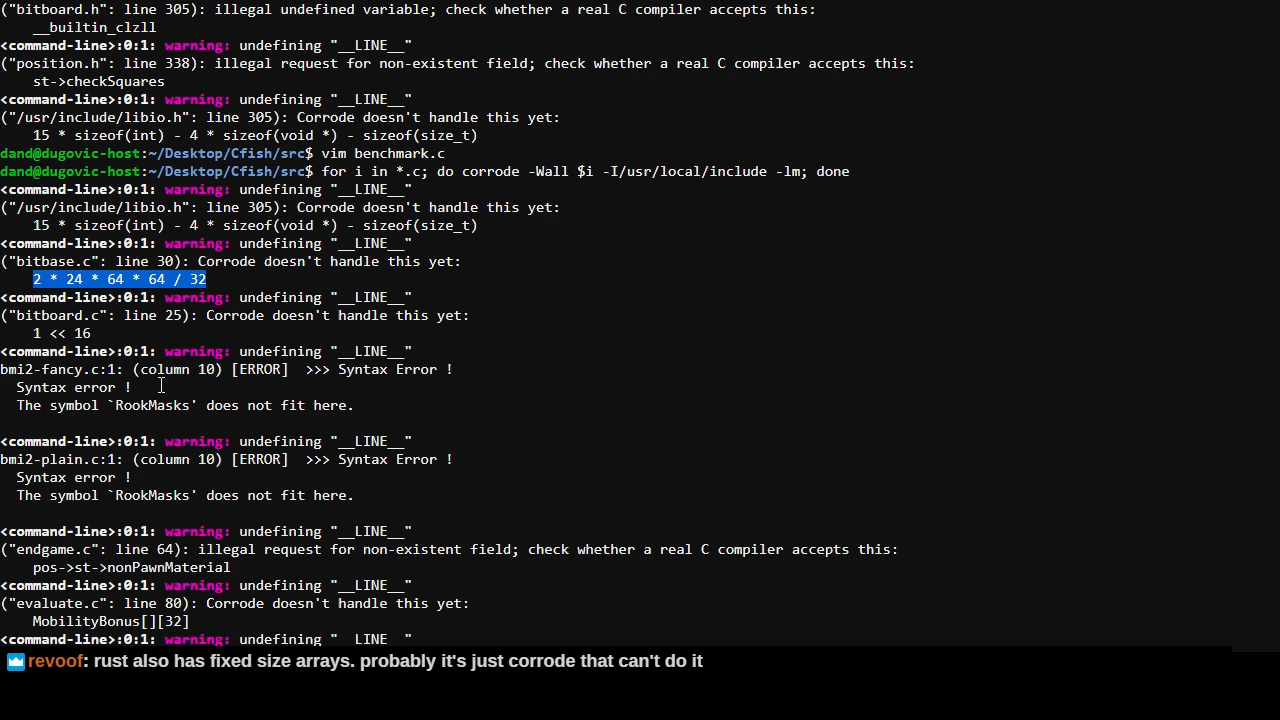 ("bitboard.h": line 305): illegal undefined variable; check whether a real C compiler accepts this:
    __builtin_clzll
<command-line>:0:1: warning: undefining "__LINE__"
("position.h": line 338): illegal request for non-existent field; check whether a real C compiler accepts this:
    st->checkSquares
<command-line>:0:1: warning: undefining "__LINE__"
("/usr/include/libio.h": line 305): Corrode doesn't handle this yet:
    15 * sizeof(int) - 4 * sizeof(void *) - sizeof(size_t)
dand@dugovic-host:~/Desktop/Cfish/src$ vim benchmark.c
dand@dugovic-host:~/Desktop/Cfish/src$ for i in *.c; do corrode -Wall $i -I/usr/local/include -lm; done
<command-line>:0:1: warning: undefining "__LINE__"
("/usr/include/libio.h": line 305): Corrode doesn't handle this yet:
    15 * sizeof(int) - 4 * sizeof(void *) - sizeof(size_t)
<command-line>:0:1: warning: undefining "__LINE__"
("bitbase.c": line 30): Corrode doesn't handle this yet:
    2 * 24 * 64 * 64 / 32
<command-line>:0:1: warning: undefining "__LINE__"
("bitboard.c": line 25): Corrode doesn't handle this yet:
    1 << 16
<command-line>:0:1: warning: undefining "__LINE__"
bmi2-fancy.c:1: (column 10) [ERROR]  >>> Syntax Error !
  Syntax error !
  The symbol `RookMasks' does not fit here.
<command-line>:0:1: warning: undefining "__LINE__"
bmi2-plain.c:1: (column 10) [ERROR]  >>> Syntax Error !
  Syntax error !
  The symbol `RookMasks' does not fit here.
<command-line>:0:1: warning: undefining "__LINE__"
("endgame.c": line 64): illegal request for non-existent field; check whether a real C compiler accepts this:
    pos->st->nonPawnMaterial
<command-line>:0:1: warning: undefining "__LINE__"
("evaluate.c": line 80): Corrode doesn't handle this yet:
    MobilityBonus[][32]
<command-line>:0:1: warning: undefining "__LINE__"
revoof: rust also has fixed size arrays. probably it's just corrode that can't do it